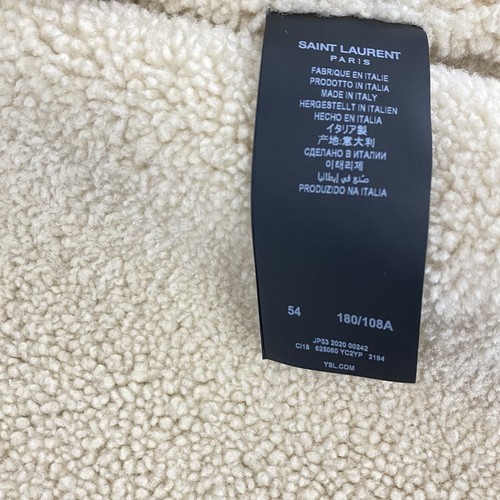 SAINT LAURENT
PARIS
FABRIQUE EN ITALIE
PRODOTTO IN ITALIA
MADE IN ITALY
HERGESTELLT IN ITALIEN
HECHO EN ITALIA
イタリア製
产地:意大利
СДЕЛАНО В ИТАЛИИ
이태리제
صنع في إيطاليا
PRODUZIDO NA ITALIA
54 180/108A
JP53 2020 00242
CI18 625060 YC2YP 2194
YSL.COM